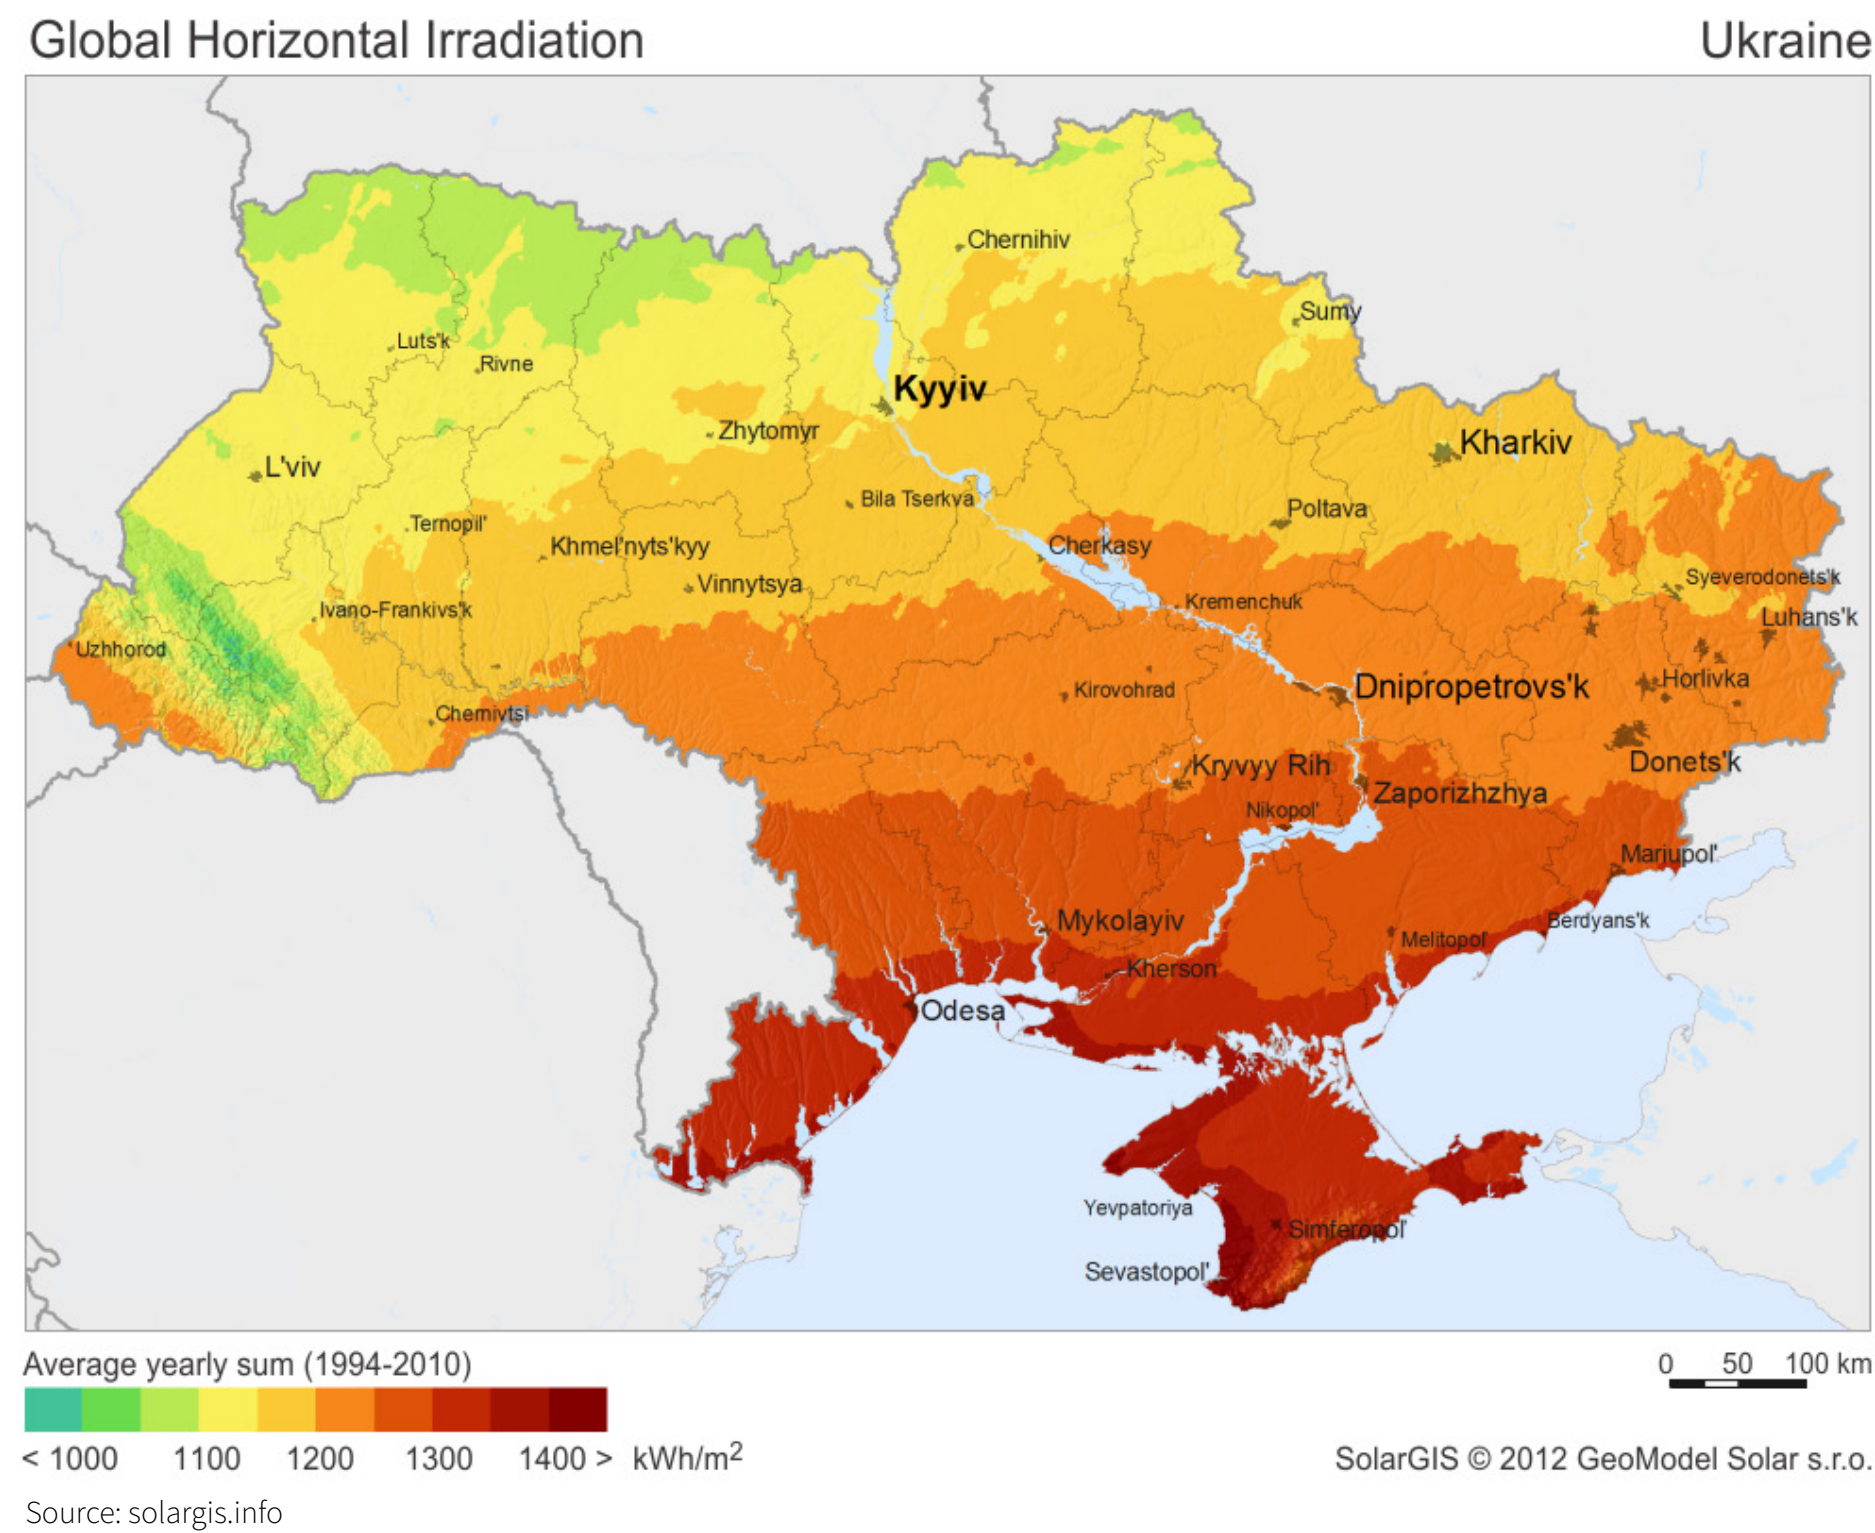 Global Horizontal Irradiation
Ukraine
Chernihiv
Sumy
Luts'k
Rivne
Kyyiv
Zhytomyr
Kharkiv
L'viv
Bila Tserkva
Poltava
Ternopil'
Khmel'nyts'kyy
Cherkasy
Vinnytsya
Syeverodonets'k
Ivano-Frankivs'k
Kremenchuk
Luhans'k
Uzhhorod
Kirovohrad
Dnipropetrovs'k
Horlivka
Chernivtsi
Kryvyy Rih
Donets'k
Zaporizhzhya
Nikopol'
Mariupol'
Mykolayiv
Berdyans'k
Melitopol'
Kherson
Odesa
Yevpatoriya
Simferopol'
Sevastopol'
Average yearly sum (1994-2010)
0 50 100 km
< 1000 1100 1200 1300 1400 > kWh/m²
SolarGIS © 2012 GeoModel Solar s.r.o.
Source: solargis.info